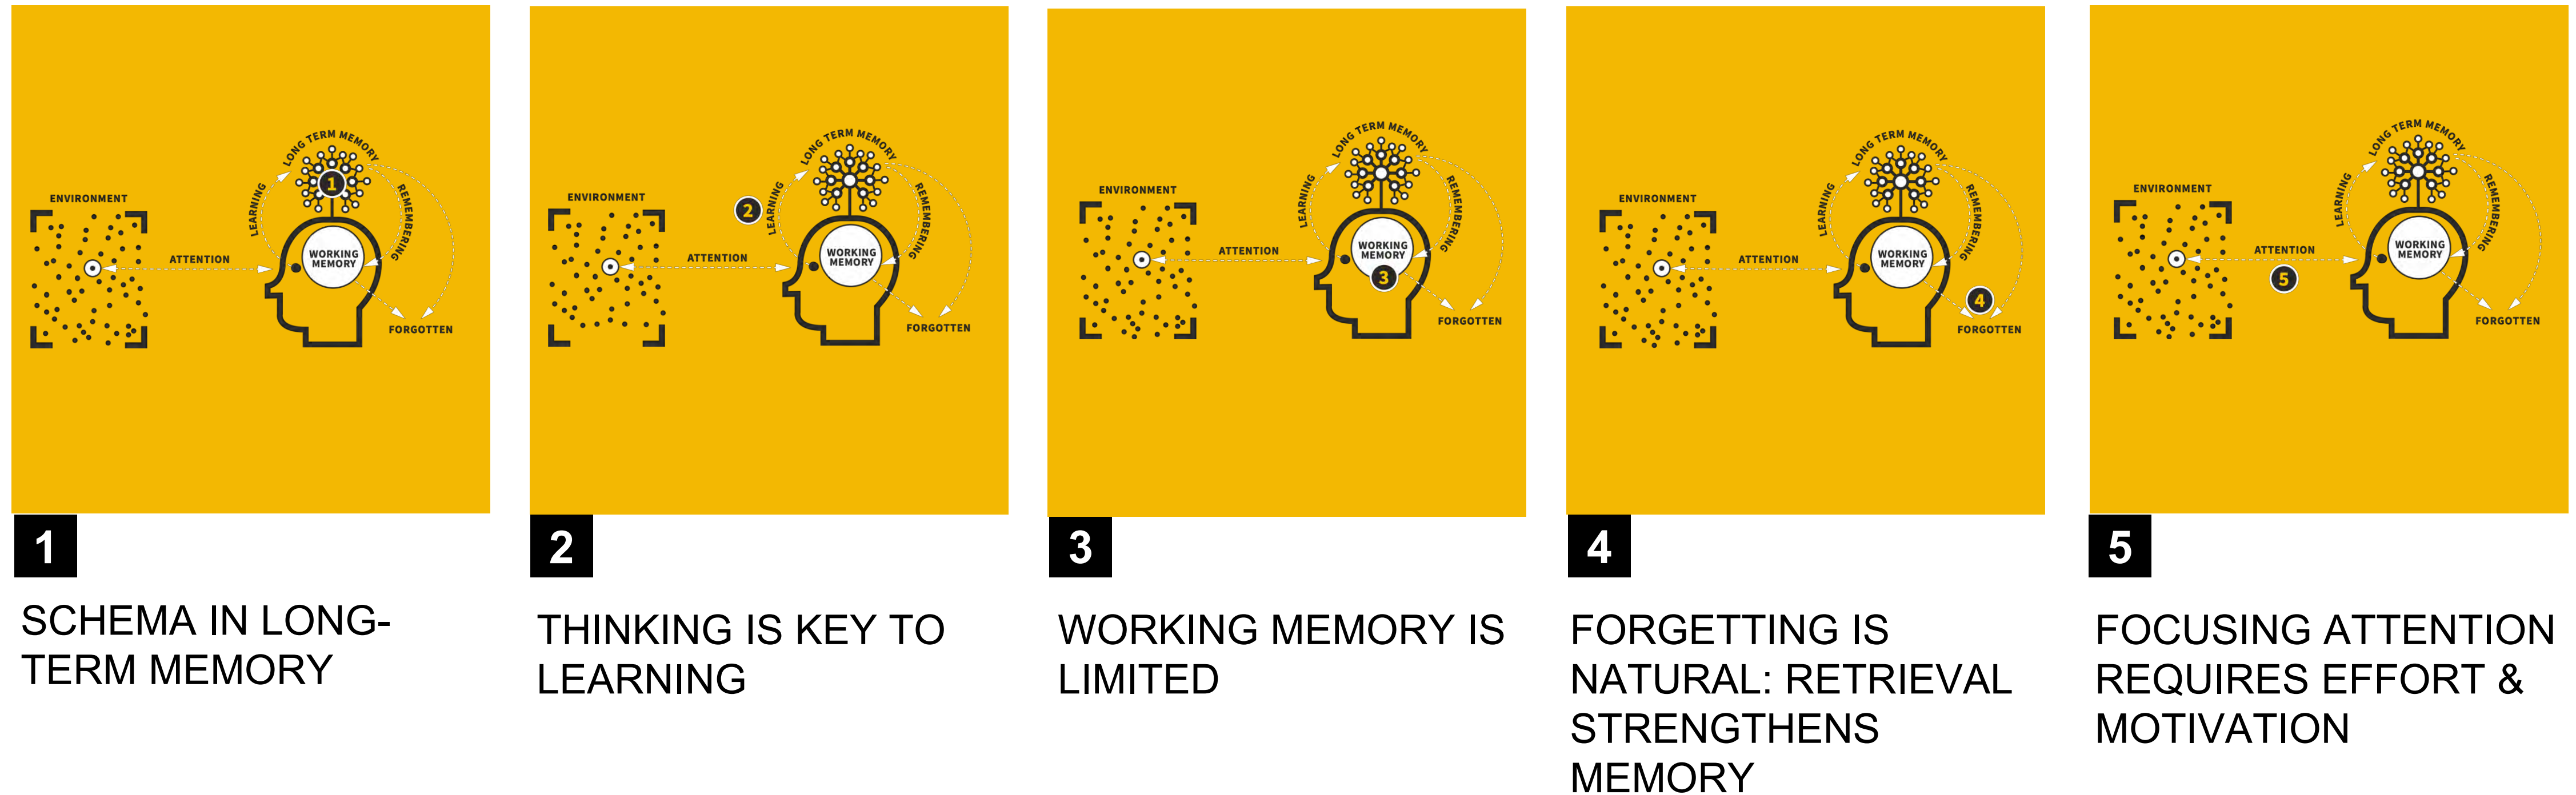 LONG TERM MEMORY
1
ENVIRONMENT
LEARNING
REMEMBERING
ATTENTION
WORKING
MEMORY
FORGOTTEN
1
SCHEMA IN LONG-
TERM MEMORY
LONG TERM MEMORY
ENVIRONMENT
2
LEARNING
REMEMBERING
ATTENTION
WORKING
MEMORY
FORGOTTEN
2
THINKING IS KEY TO
LEARNING
LONG TERM MEMORY
ENVIRONMENT
LEARNING
REMEMBERING
ATTENTION
WORKING
MEMORY
3
FORGOTTEN
3
WORKING MEMORY IS
LIMITED
LONG TERM MEMORY
ENVIRONMENT
LEARNING
REMEMBERING
ATTENTION
WORKING
MEMORY
4
FORGOTTEN
4
FORGETTING IS
NATURAL: RETRIEVAL
STRENGTHENS
MEMORY
LONG TERM MEMORY
ENVIRONMENT
LEARNING
REMEMBERING
ATTENTION
5
WORKING
MEMORY
FORGOTTEN
5
FOCUSING ATTENTION
REQUIRES EFFORT &
MOTIVATION